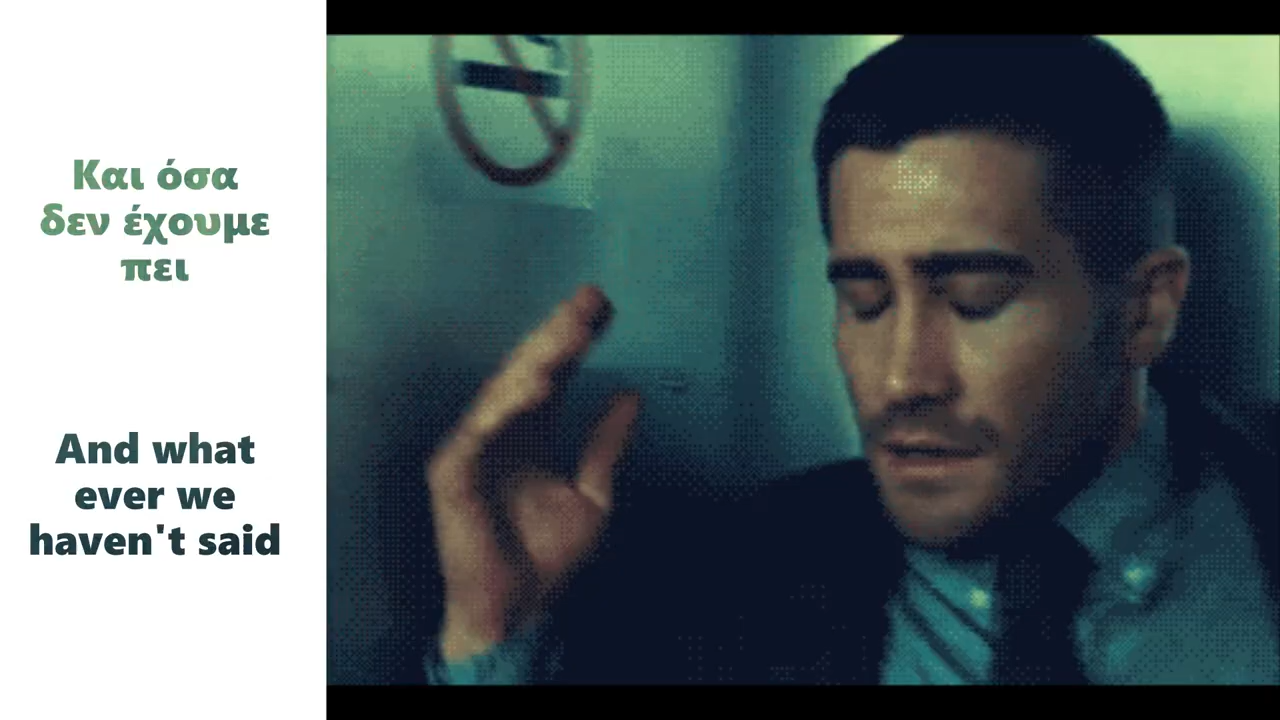 Και όσα
δεν έχουμε
πει
And what
ever we
haven't said